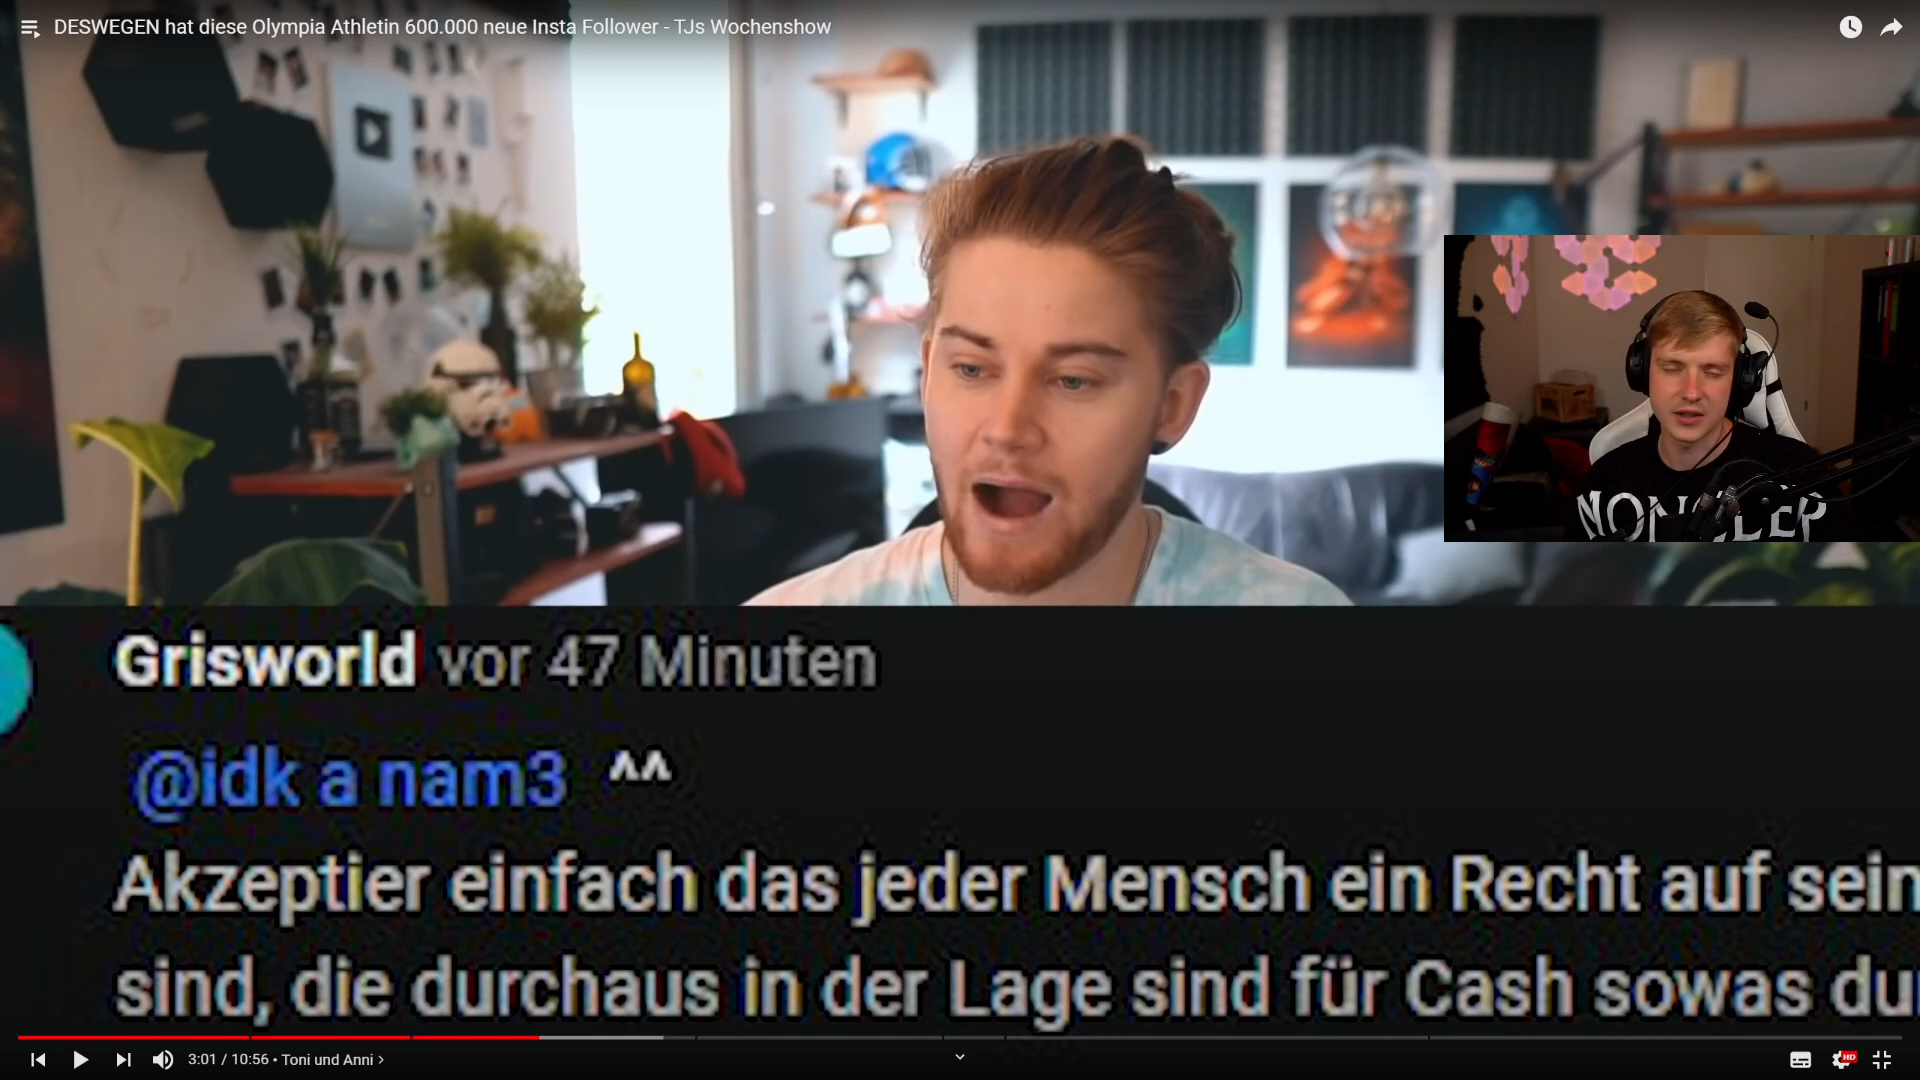 DESWEGEN hat diese Olympia Athletin 600.000 neue Insta Follower - TJs Wochenshow
MONCLER
Grisworld vor 47 Minuten
@idk a nam3 ^^
Akzeptier einfach das jeder Mensch ein Recht auf sein
sind, die durchaus in der Lage sind für Cash sowas du
3:01 / 10:56 • Toni und Anni ›
HD